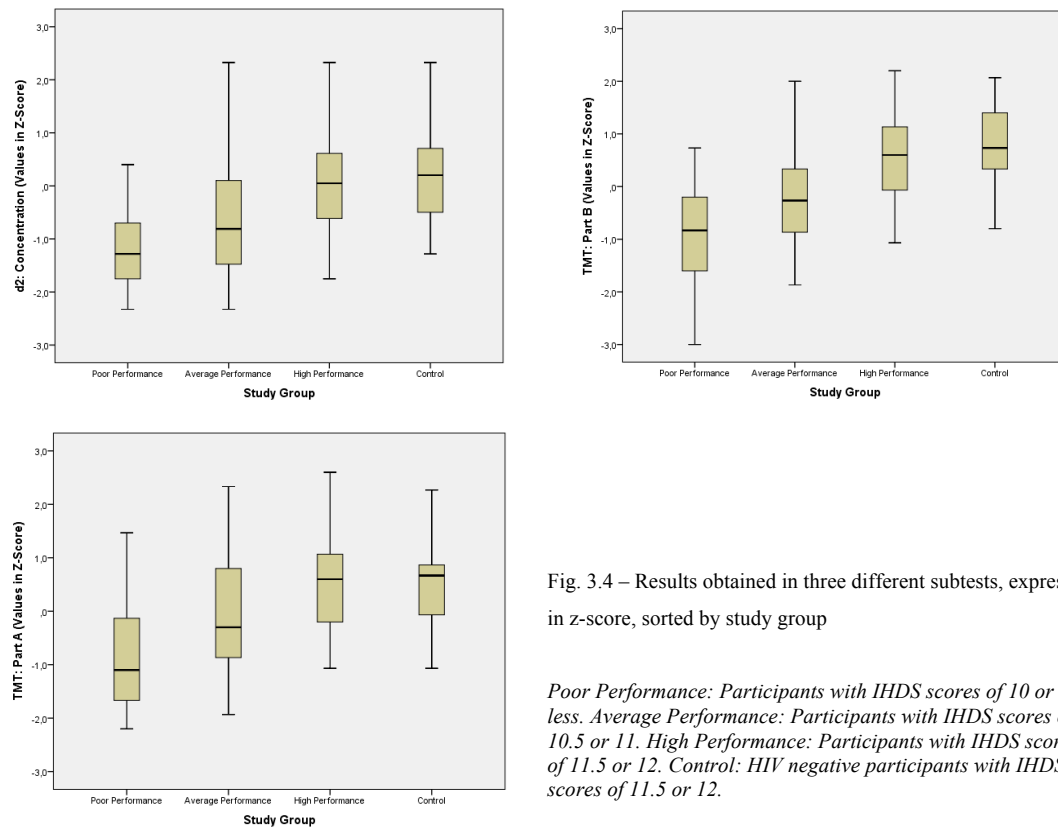 d2: Concentration (Values in Z-Score)
3,0
2,0
1,0
,0
-1,0
-2,0
-3,0
Poor Performance Average Performance High Performance Control
Study Group
TMT: Part B (Values in Z-Score)
3,0
2,0
1,0
,0
-1,0
-2,0
-3,0
Poor Performance Average Performance High Performance Control
Study Group
TMT: Part A (Values in Z-Score)
3,0
2,0
1,0
,0
-1,0
-2,0
-3,0
Poor Performance Average Performance High Performance Control
Study Group
Fig. 3.4 – Results obtained in three different subtests, expres
in z-score, sorted by study group
Poor Performance: Participants with IHDS scores of 10 or
less. Average Performance: Participants with IHDS scores
10.5 or 11. High Performance: Participants with IHDS scor
of 11.5 or 12. Control: HIV negative participants with IHDS
scores of 11.5 or 12.